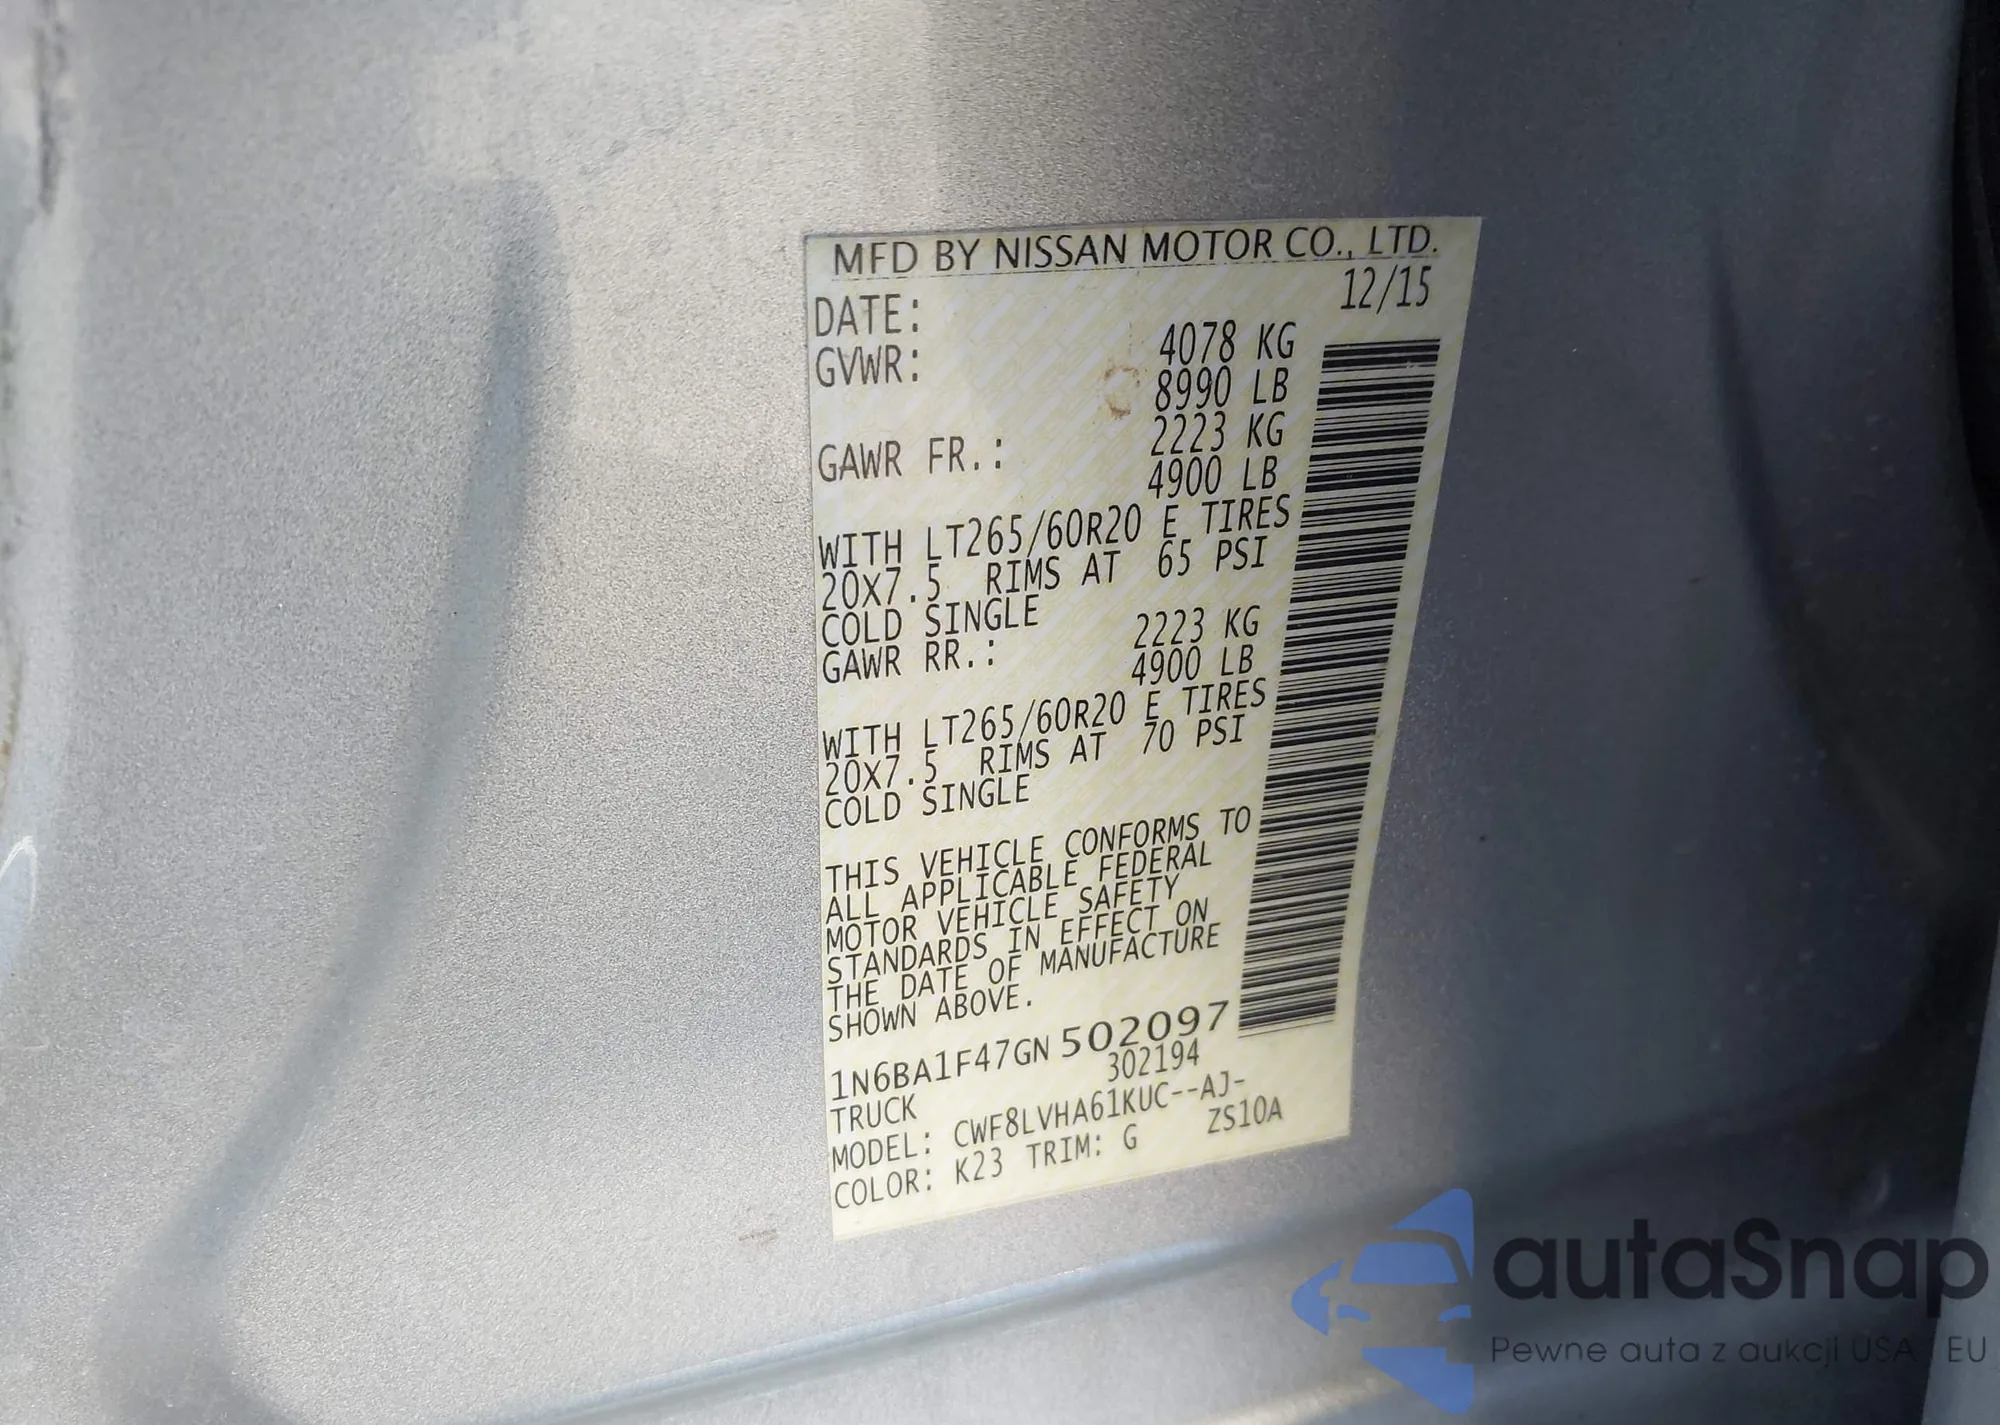 MFD BY NISSAN MOTOR CO., LTD.
DATE: 12/15
GVWR: 4078 KG
8990 LB
GAWR FR.: 2223 KG
4900 LB
WITH LT265/60R20 E TIRES
20X7.5 RIMS AT 65 PSI
COLD SINGLE
GAWR RR.: 2223 KG
4900 LB
WITH LT265/60R20 E TIRES
20X7.5 RIMS AT 70 PSI
COLD SINGLE
THIS VEHICLE CONFORMS TO
ALL APPLICABLE FEDERAL
MOTOR VEHICLE SAFETY
STANDARDS IN EFFECT ON
THE DATE OF MANUFACTURE
SHOWN ABOVE.
1N6BA1F47GN502097
TRUCK 302194
MODEL: CWF8LVHA61KUC--AJ-
COLOR: K23 TRIM: G ZS10A
autaSnap
Pewne auta z aukcji USA i EU